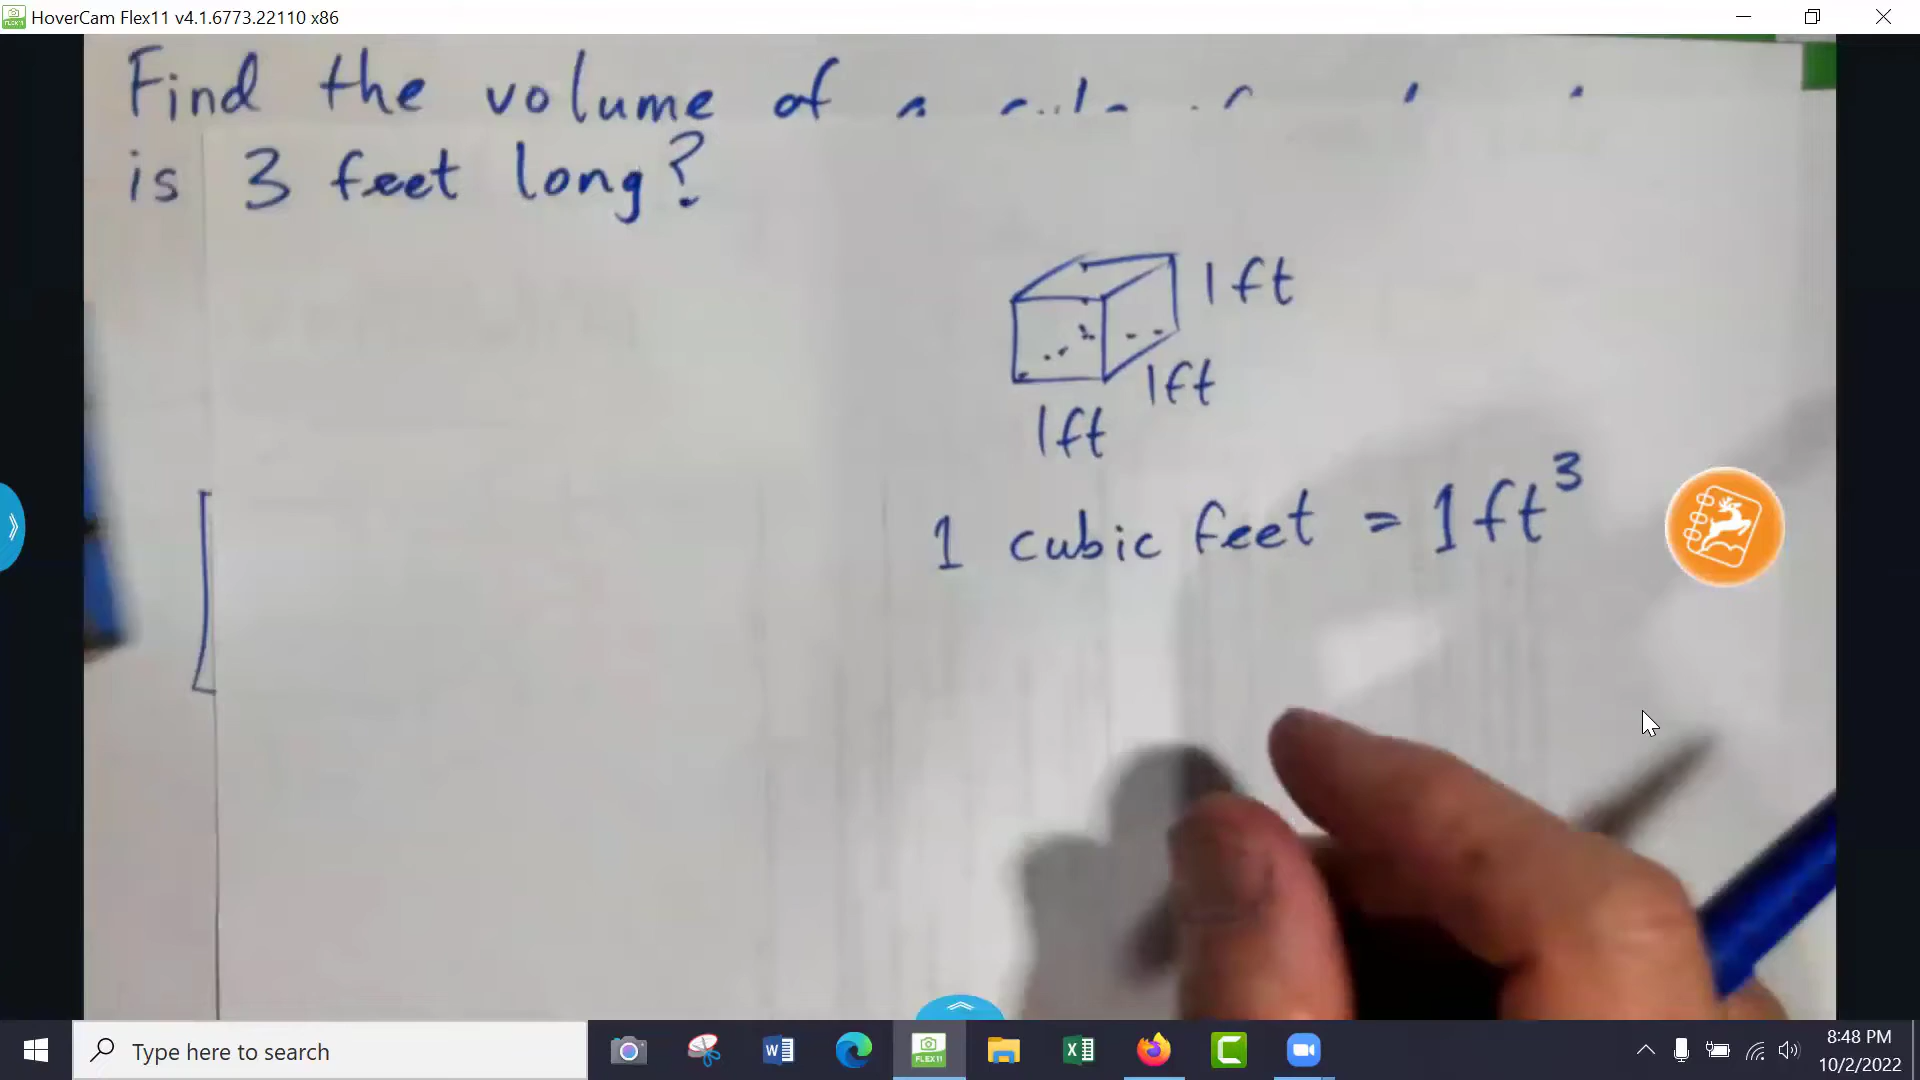 HoverCam Flex11 v4.1.6773.22110 x86
Find the volume of a
is 3 feet long?
1ft
1ft
1ft
1 cubic feet = 1ft³
FLEX11
Type here to search
8:48 PM
10/2/2022